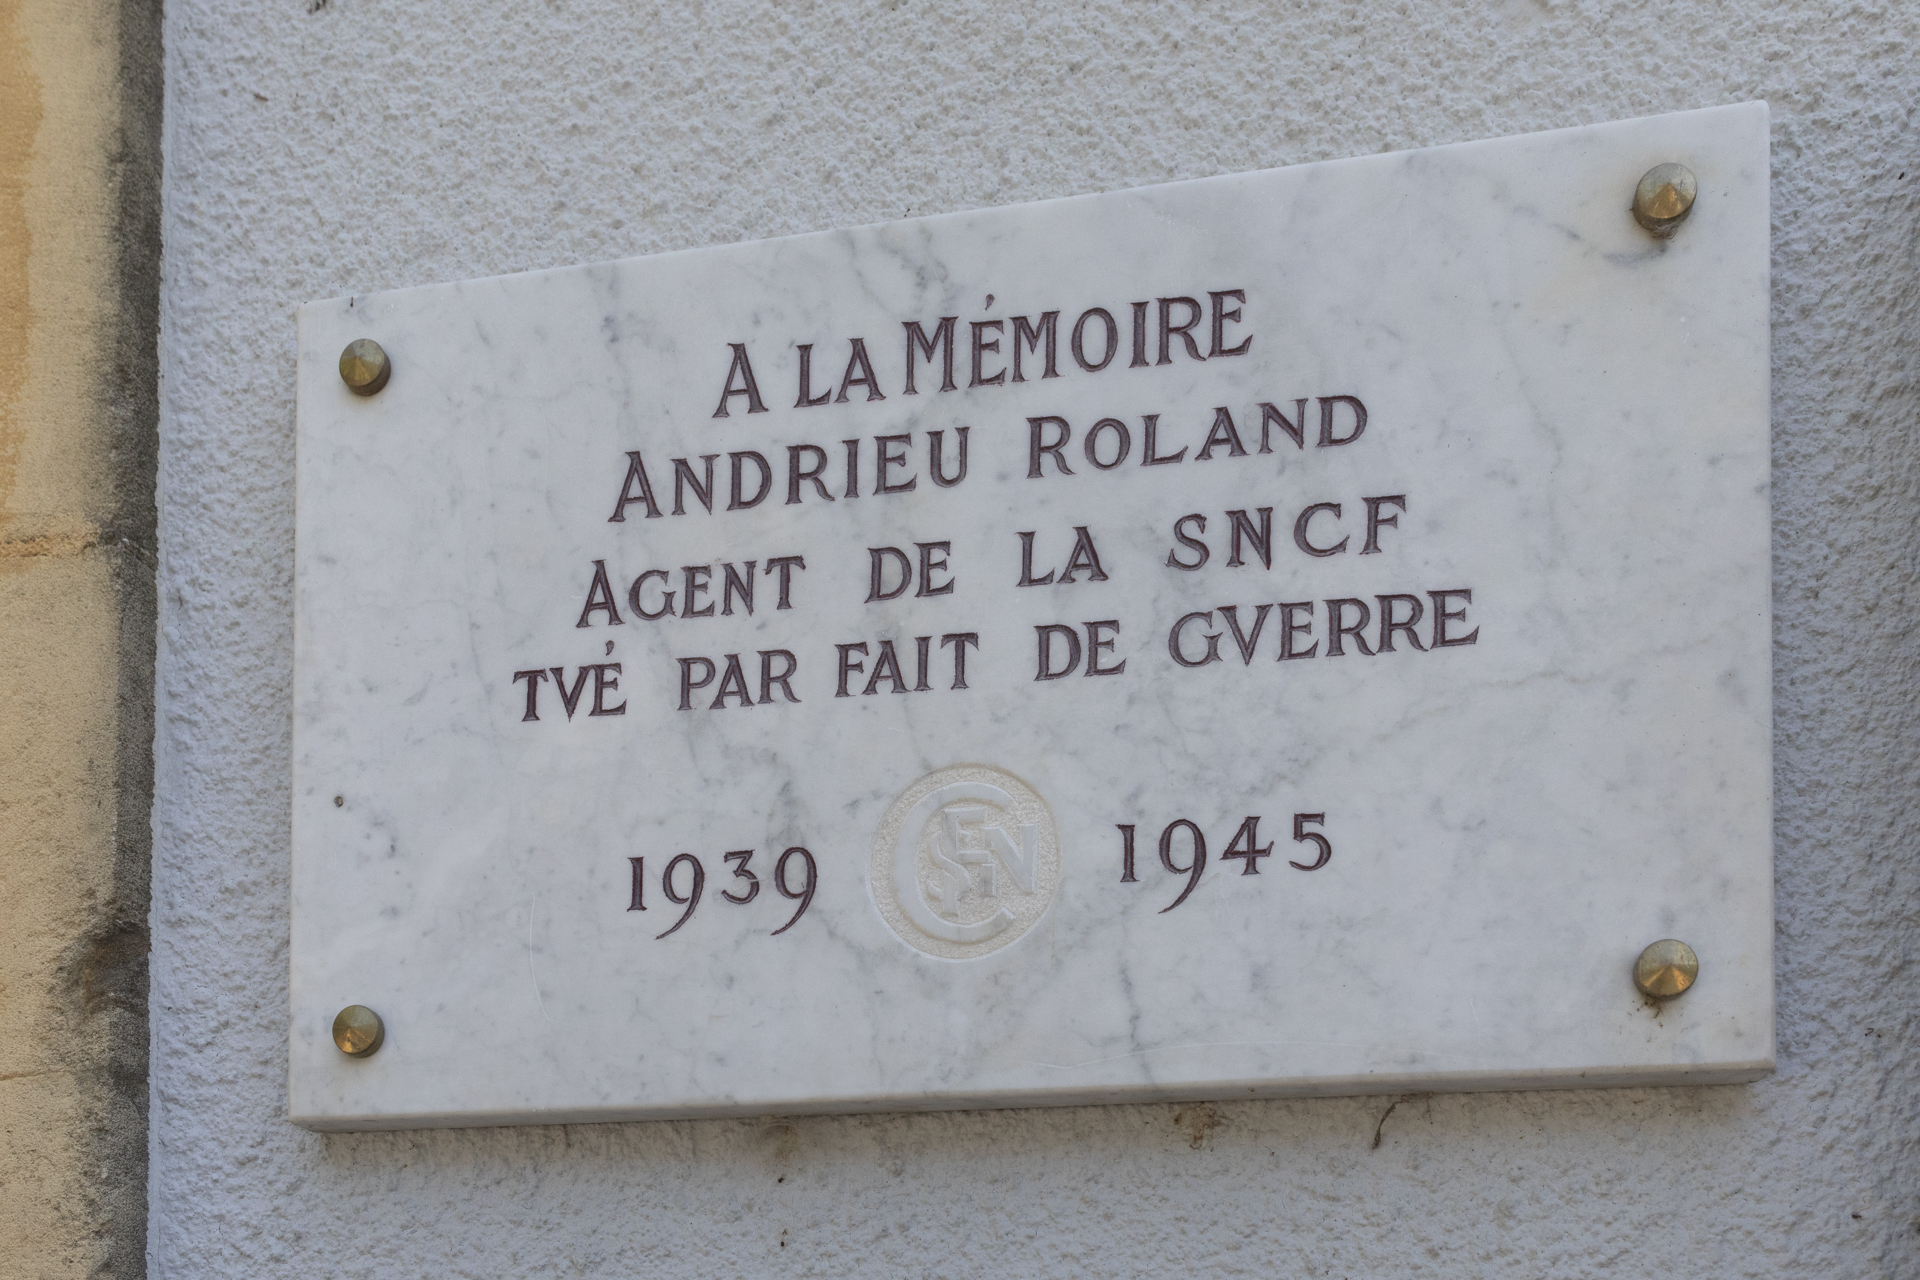 A LA MÉMOIRE
ANDRIEU ROLAND
AGENT DE LA SNCF
TVÉ PAR FAIT DE GVERRE
1939 SNCF 1945